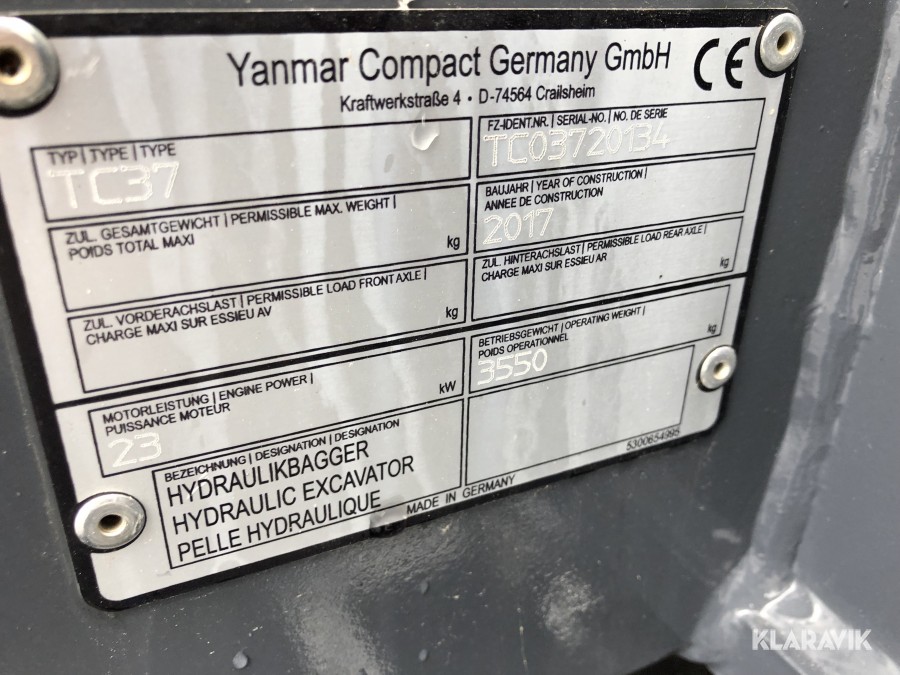 Yanmar Compact Germany GmbH CE
Kraftwerkstraße 4 • D-74564 Crailsheim
TYP | TYPE | TYPE
TC37
FZ-IDENT.NR. | SERIAL-NO. | NO. DE SERIE
TC03720134
ZUL. GESAMTGEWICHT | PERMISSIBLE MAX. WEIGHT |
POIDS TOTAL MAXI
kg
BAUJAHR | YEAR OF CONSTRUCTION |
ANNEE DE CONSTRUCTION
2017
ZUL. VORDERACHSLAST | PERMISSIBLE LOAD FRONT AXLE |
CHARGE MAXI SUR ESSIEU AV
kg
ZUL. HINTERACHSLAST | PERMISSIBLE LOAD REAR AXLE |
CHARGE MAXI SUR ESSIEU AR
kg
MOTORLEISTUNG | ENGINE POWER |
PUISSANCE MOTEUR
kW
23
BETRIEBSGEWICHT | OPERATING WEIGHT |
POIDS OPERATIONNEL
kg
3550
BEZEICHNUNG | DESIGNATION | DESIGNATION
HYDRAULIKBAGGER
HYDRAULIC EXCAVATOR
PELLE HYDRAULIQUE
5300654995
MADE IN GERMANY
KLARAVIK